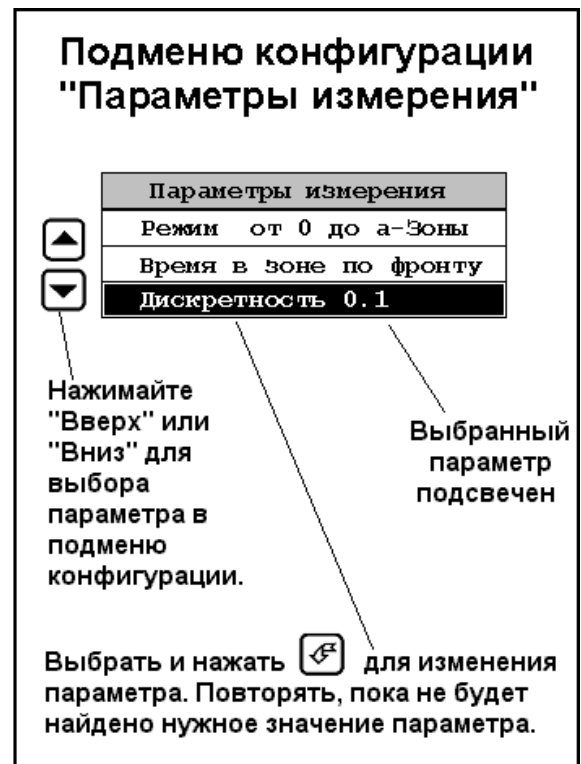 Подменю конфигурации
"Параметры измерения"
Параметры измерения
Режим от 0 до а-Зоны
Время в зоне по фронту
Дискретность 0.1
Нажимайте
"Вверх" или
"Вниз" для
выбора
параметра в
подменю
конфигурации.
Выбранный
параметр
подсвечен
Выбрать и нажать для изменения
параметра. Повторять, пока не будет
найдено нужное значение параметра.